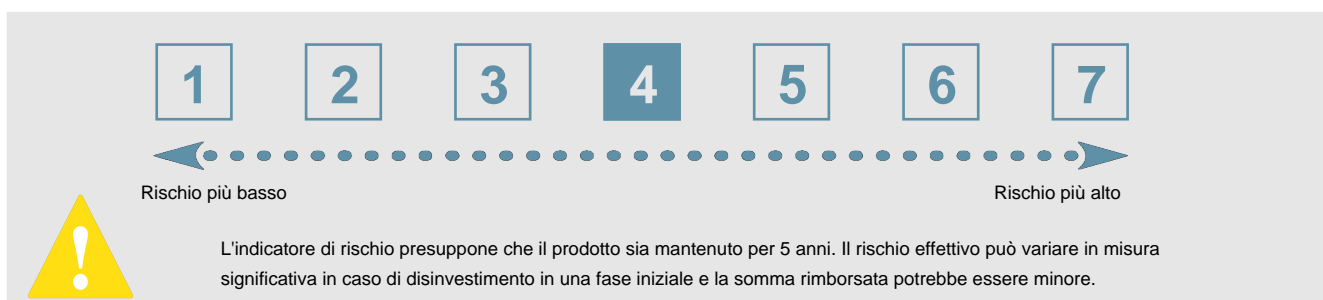 1 2 3 4 5 6 7
Rischio più basso Rischio più alto
L'indicatore di rischio presuppone che il prodotto sia mantenuto per 5 anni. Il rischio effettivo può variare in misura
significativa in caso di disinvestimento in una fase iniziale e la somma rimborsata potrebbe essere minore.